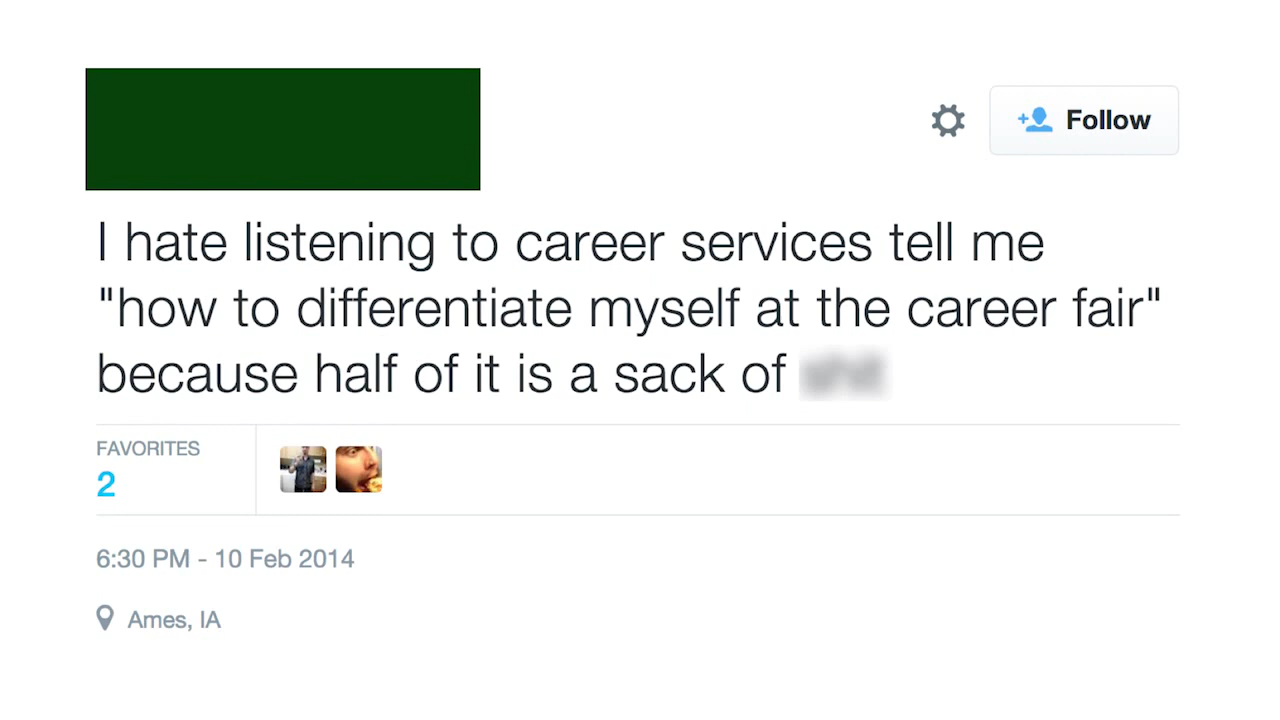 Follow
I hate listening to career services tell me
"how to differentiate myself at the career fair"
because half of it is a sack of
FAVORITES
2
6:30 PM - 10 Feb 2014
Ames, IA